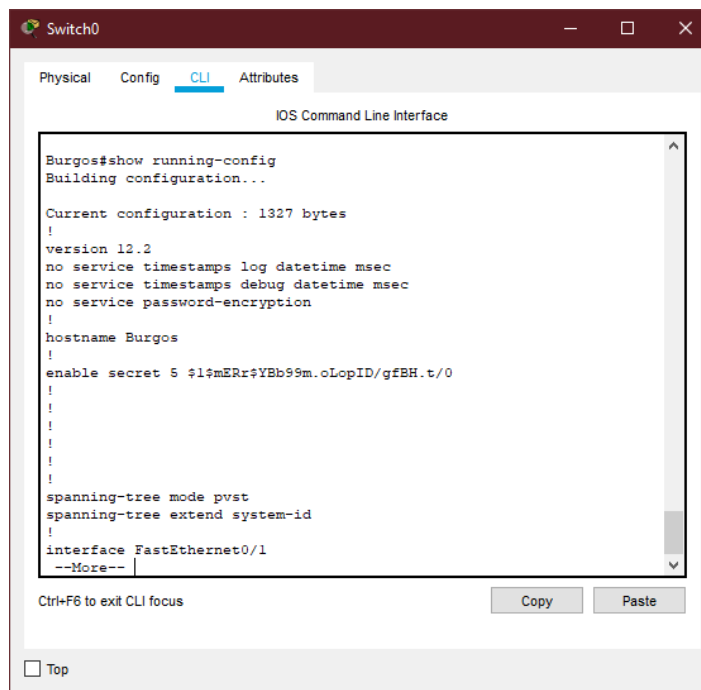 Switch0
Physical Config CLI Attributes
IOS Command Line Interface
Burgos#show running-config
Building configuration...
Current configuration : 1327 bytes
!
version 12.2
no service timestamps log datetime msec
no service timestamps debug datetime msec
no service password-encryption
!
hostname Burgos
!
enable secret 5 $1$mERr$YBb99m.oLopID/gfBH.t/0
!
!
!
!
!
!
spanning-tree mode pvst
spanning-tree extend system-id
!
interface FastEthernet0/1
--More--
Ctrl+F6 to exit CLI focus
Copy Paste
Top